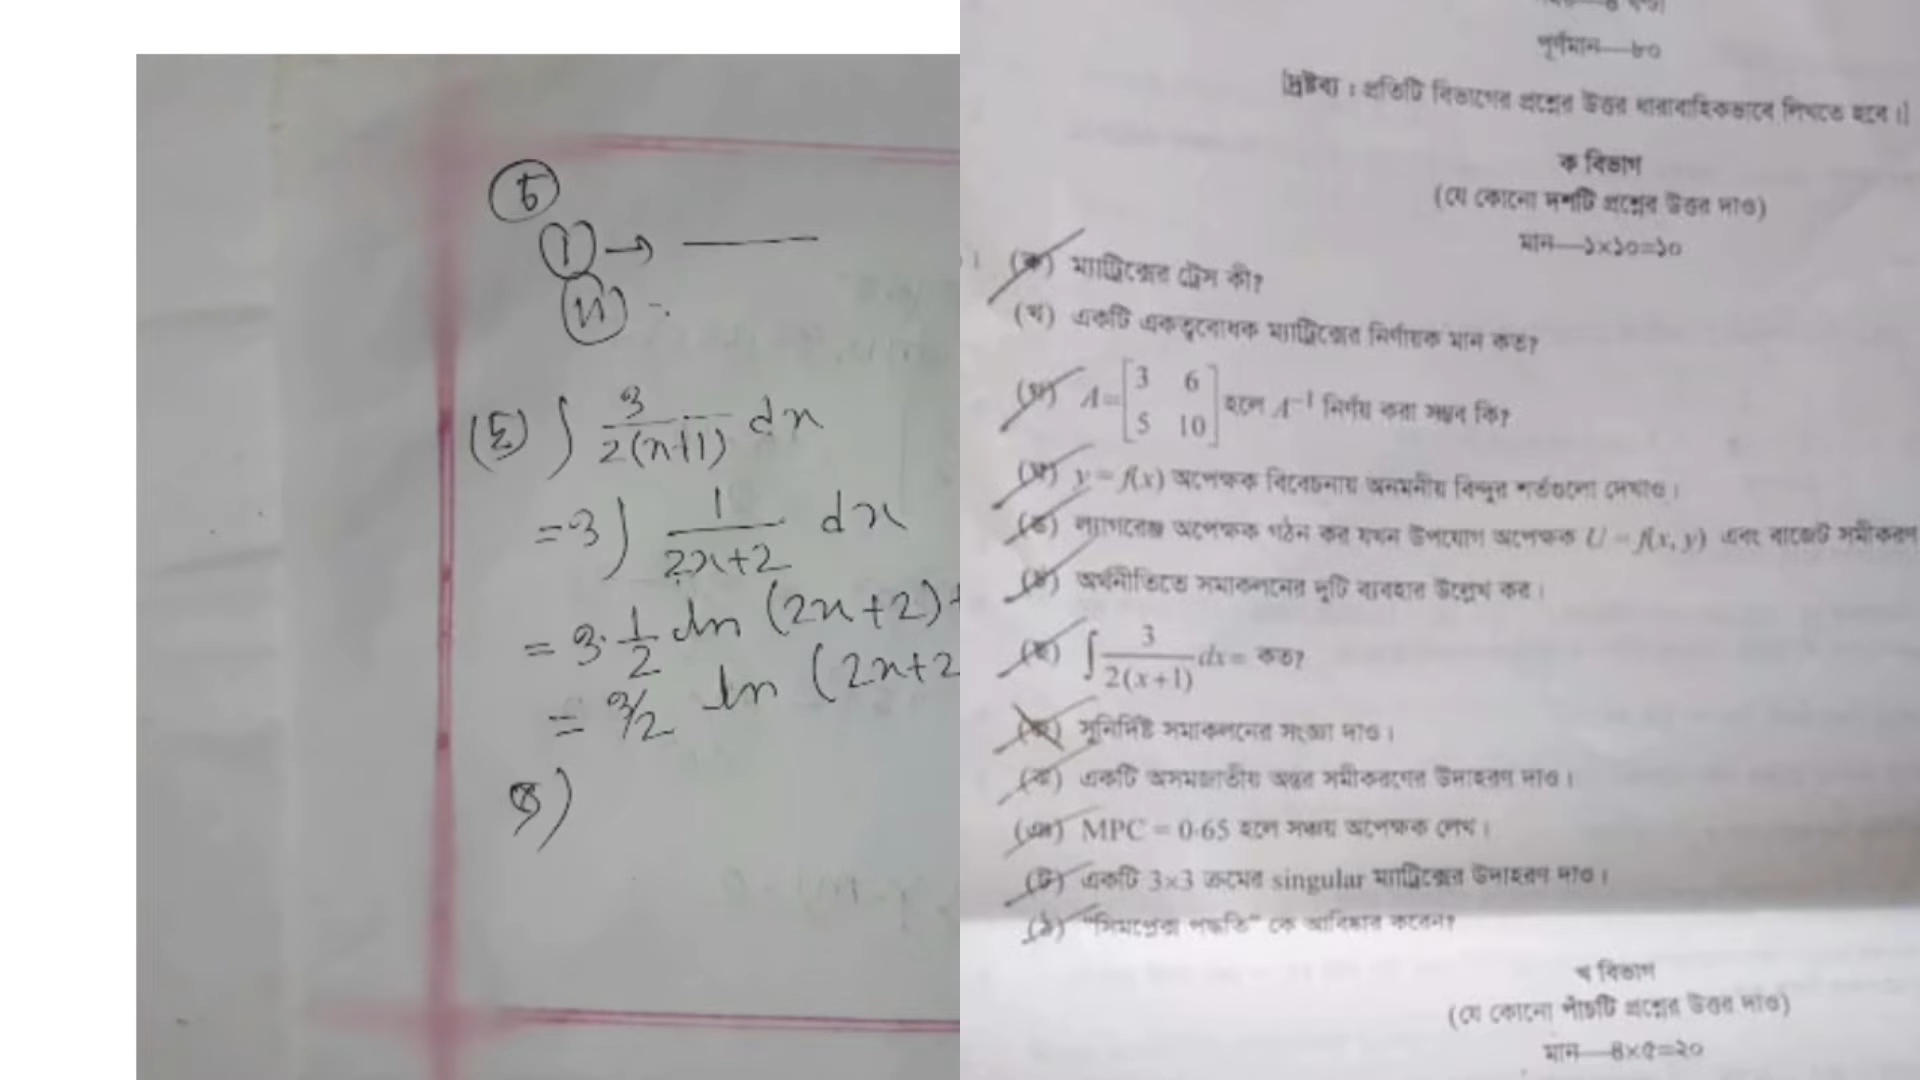 চ
i →
ii
(ছ) ∫ 3/2(x+1) dx
= 3 ∫ 1/2x+2 dx
= 3·1/2 ln (2x+2)+
= 3/2 ln (2x+2
পূর্ণমান—৮০
[দ্রষ্টব্য : প্রতিটি বিভাগের প্রশ্নের উত্তর ধারাবাহিকভাবে লিখতে হবে।]
ক বিভাগ
(যে কোনো দশটি প্রশ্নের উত্তর দাও)
মান—১×১০=১০
(ক) ম্যাট্রিক্সের ট্রেস কী?
(খ) একটি একত্ববোধক ম্যাট্রিক্সের নির্ণায়ক মান কত?
(গ) A=[3 6 5 10] হলে A⁻¹ নির্ণয় করা সম্ভব কি?
(ঘ) y = f(x) অপেক্ষক বিবেচনায় অনমনীয় বিন্দুর শর্তগুলো দেখাও।
(ঙ) ল্যাগরেঞ্জ অপেক্ষক গঠন কর যখন উপযোগ অপেক্ষক U = f(x, y) এবং বাজেট সমীকরণ
(চ) অর্থনীতিতে সমাকলনের দুটি ব্যবহার উল্লেখ কর।
(ছ) ∫ 3/2(x+1) dx = কত?
(জ) সুনির্দিষ্ট সমাকলনের সংজ্ঞা দাও।
(ঝ) একটি অসমজাতীয় অন্তর সমীকরণের উদাহরণ দাও।
(ঞ) MPC = 0·65 হলে সঞ্চয় অপেক্ষক লেখ।
(ট) একটি 3×3 ক্রমের singular ম্যাট্রিক্সের উদাহরণ দাও।
(ঠ) "সিমপ্লেক্স পদ্ধতি" কে আবিষ্কার করেন?
খ বিভাগ
(যে কোনো পাঁচটি প্রশ্নের উত্তর দাও)
মান—৪×৫=২০